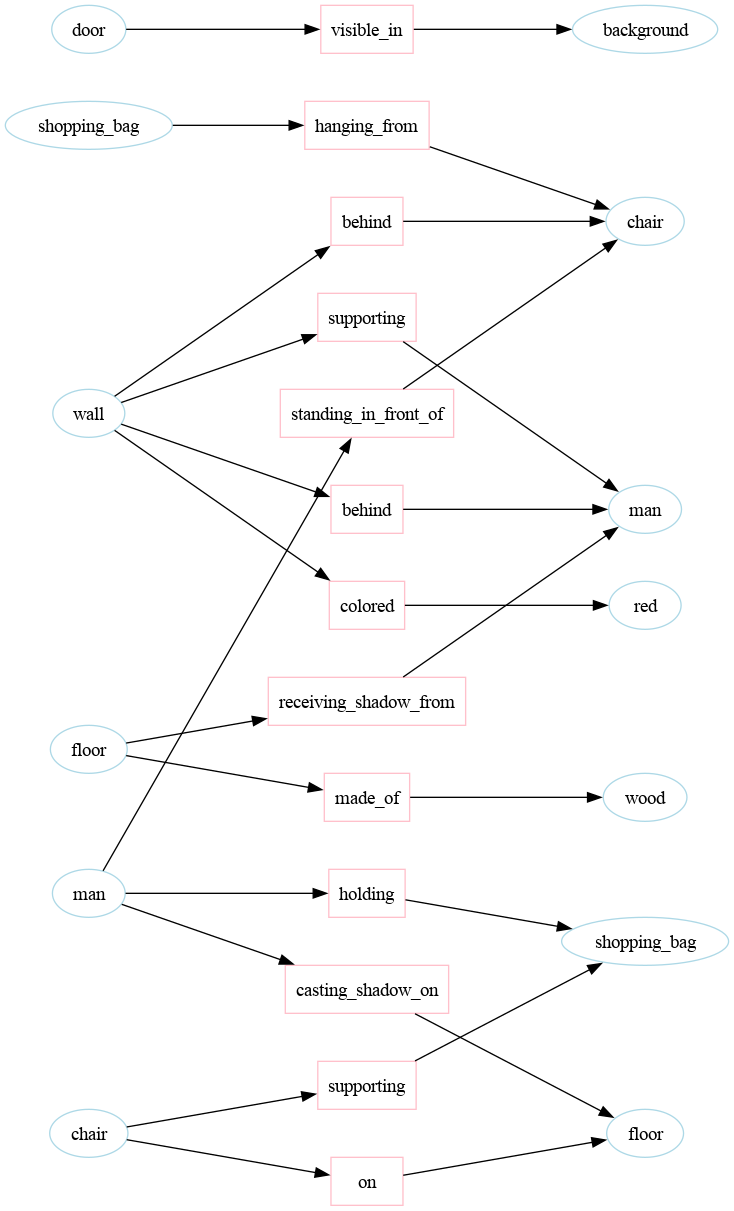 door
visible_in
background
shopping_bag
hanging_from
behind
chair
supporting
wall
standing_in_front_of
behind
man
colored
red
receiving_shadow_from
floor
made_of
wood
man
holding
shopping_bag
casting_shadow_on
supporting
chair
floor
on